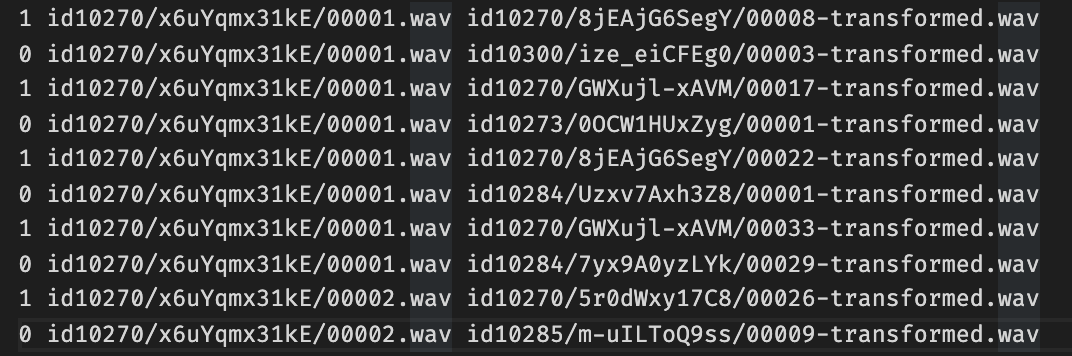 1 id10270/x6uYqmx31kE/00001.wav id10270/8jEAjG6SegY/00008-transformed.wav
0 id10270/x6uYqmx31kE/00001.wav id10300/ize_eiCFEg0/00003-transformed.wav
1 id10270/x6uYqmx31kE/00001.wav id10270/GWXujl-xAVM/00017-transformed.wav
0 id10270/x6uYqmx31kE/00001.wav id10273/0OCW1HUxZyg/00001-transformed.wav
1 id10270/x6uYqmx31kE/00001.wav id10270/8jEAjG6SegY/00022-transformed.wav
0 id10270/x6uYqmx31kE/00001.wav id10284/Uzxv7Axh3Z8/00001-transformed.wav
1 id10270/x6uYqmx31kE/00001.wav id10270/GWXujl-xAVM/00033-transformed.wav
0 id10270/x6uYqmx31kE/00001.wav id10284/7yx9A0yzLYk/00029-transformed.wav
1 id10270/x6uYqmx31kE/00002.wav id10270/5r0dWxy17C8/00026-transformed.wav
0 id10270/x6uYqmx31kE/00002.wav id10285/m-uILToQ9ss/00009-transformed.wav